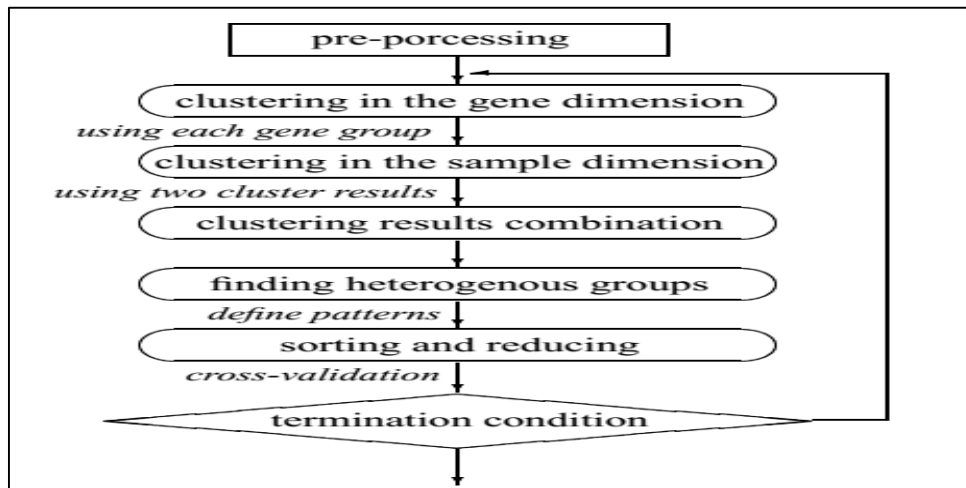 pre-porcessing
clustering in the gene dimension
using each gene group
clustering in the sample dimension
using two cluster results
clustering results combination
finding heterogenous groups
define patterns
sorting and reducing
cross-validation
termination condition